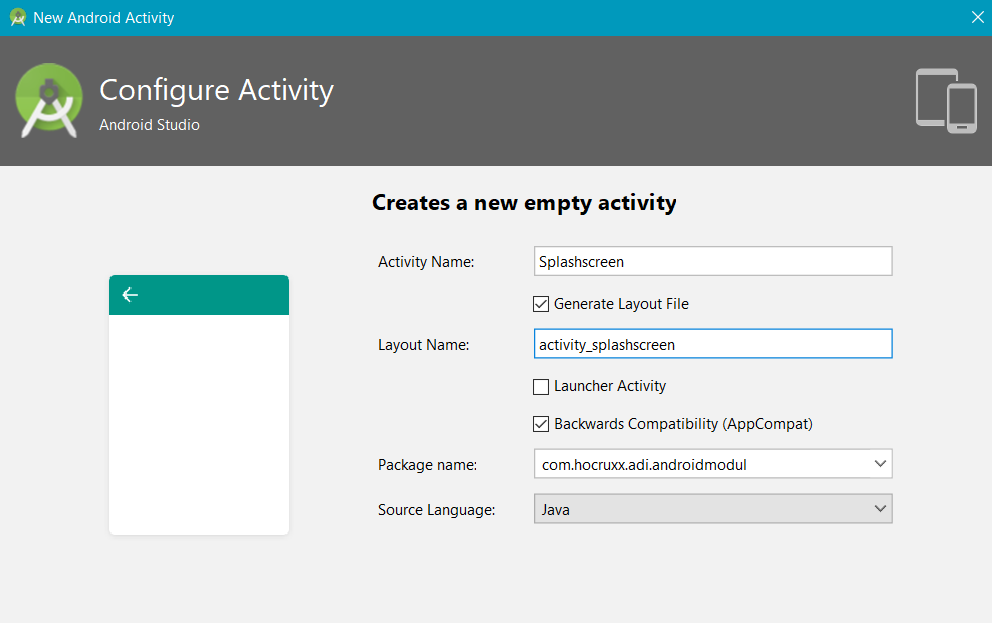 New Android Activity
Configure Activity
Android Studio
Creates a new empty activity
Activity Name: Splashscreen
Generate Layout File
Layout Name: activity_splashscreen
Launcher Activity
Backwards Compatibility (AppCompat)
Package name: com.hocruxx.adi.androidmodul
Source Language: Java